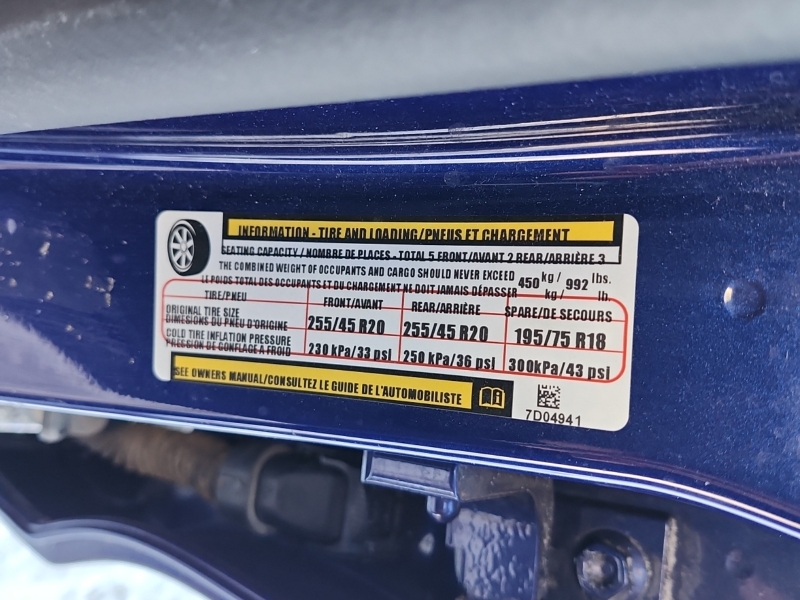 INFORMATION - TIRE AND LOADING/PNEUS ET CHARGEMENT
SEATING CAPACITY / NOMBRE DE PLACES - TOTAL 5 FRONT/AVANT 2 REAR/ARRIÈRE 3
THE COMBINED WEIGHT OF OCCUPANTS AND CARGO SHOULD NEVER EXCEED 450 kg / 992 lbs.
LE POIDS TOTAL DES OCCUPANTS ET DU CHARGEMENT NE DOIT JAMAIS DÉPASSER kg / lb.
TIRE/PNEU FRONT/AVANT REAR/ARRIÈRE SPARE/DE SECOURS
ORIGINAL TIRE SIZE
DIMENSIONS DU PNEU D'ORIGINE 255/45 R20 255/45 R20 195/75 R18
COLD TIRE INFLATION PRESSURE
PRESSION DE GONFLAGE A FROID 230 kPa/33 psi 250 kPa/36 psi 300kPa/43 psi
SEE OWNERS MANUAL/CONSULTEZ LE GUIDE DE L'AUTOMOBILISTE
7D04941